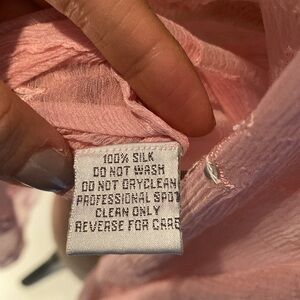 100% SILK
DO NOT WASH
DO NOT DRYCLEAN
PROFESSIONAL SPOT
CLEAN ONLY
REVERSE FOR CARE